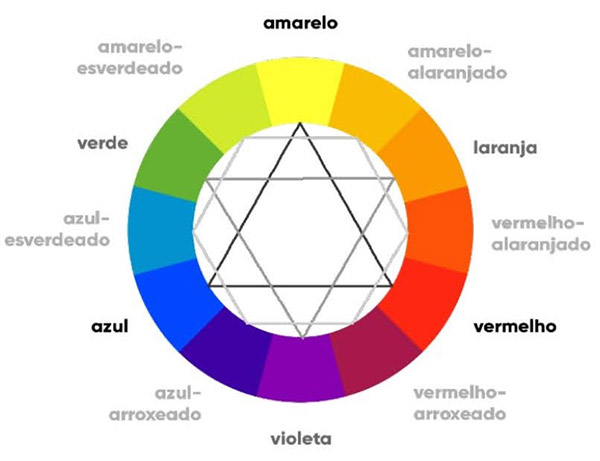 amarelo
amarelo-
esverdeado
amarelo-
alaranjado
verde
laranja
azul-
esverdeado
vermelho-
alaranjado
azul
vermelho
azul-
arroxeado
vermelho-
arroxeado
violeta